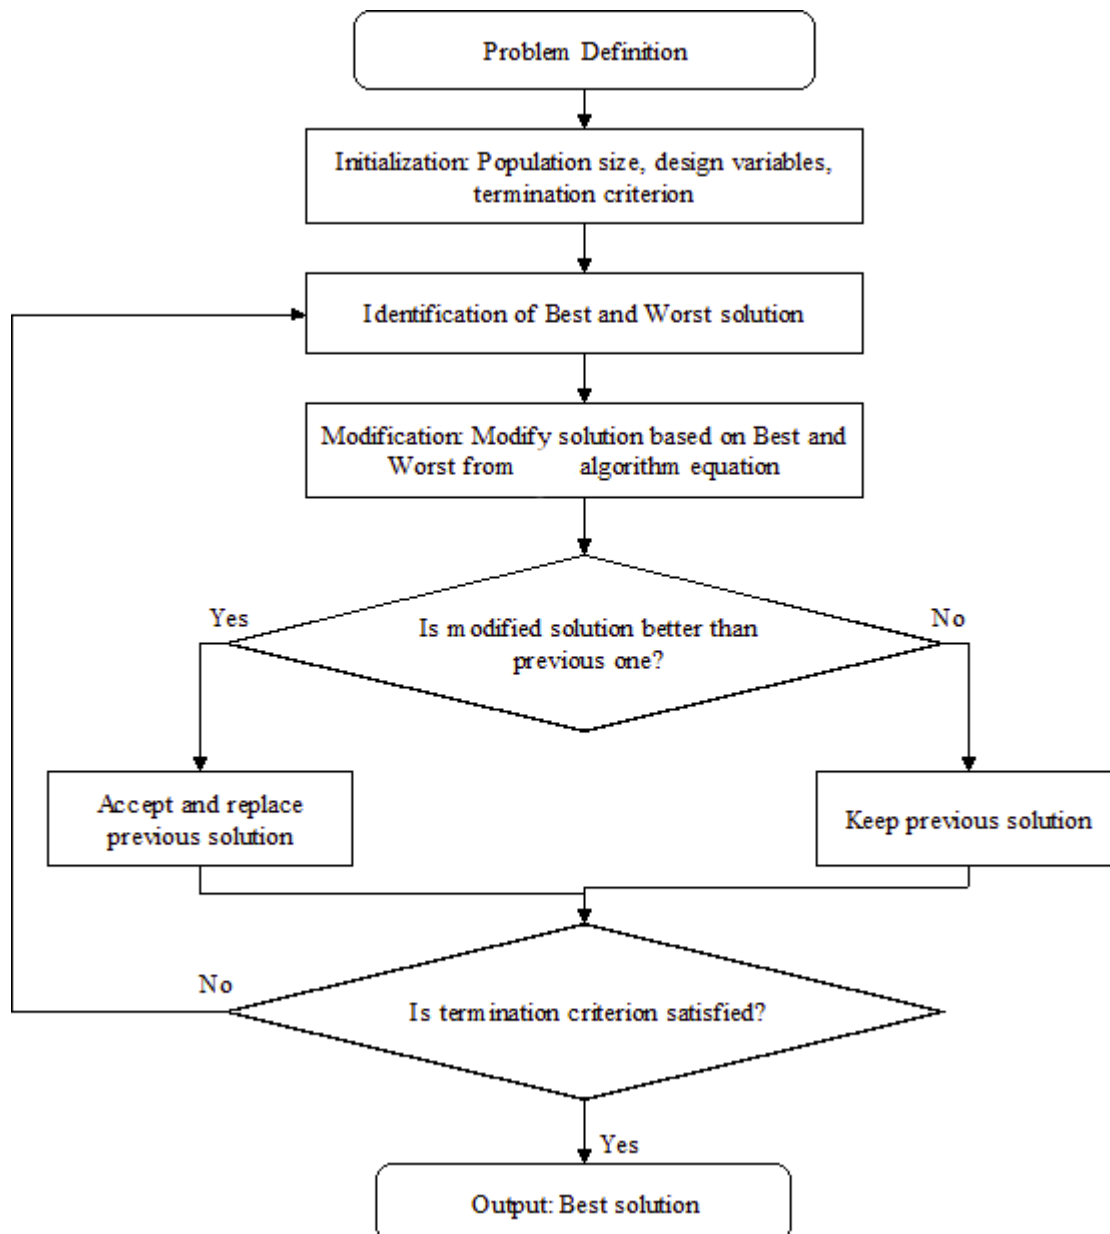 Problem Definition
Initialization: Population size, design variables,
termination criterion
Identification of Best and Worst solution
Modification: Modify solution based on Best and
Worst from algorithm equation
Yes
No
Is modified solution better than
previous one?
Accept and replace
previous solution
Keep previous solution
No
Is termination criterion satisfied?
Yes
Output: Best solution